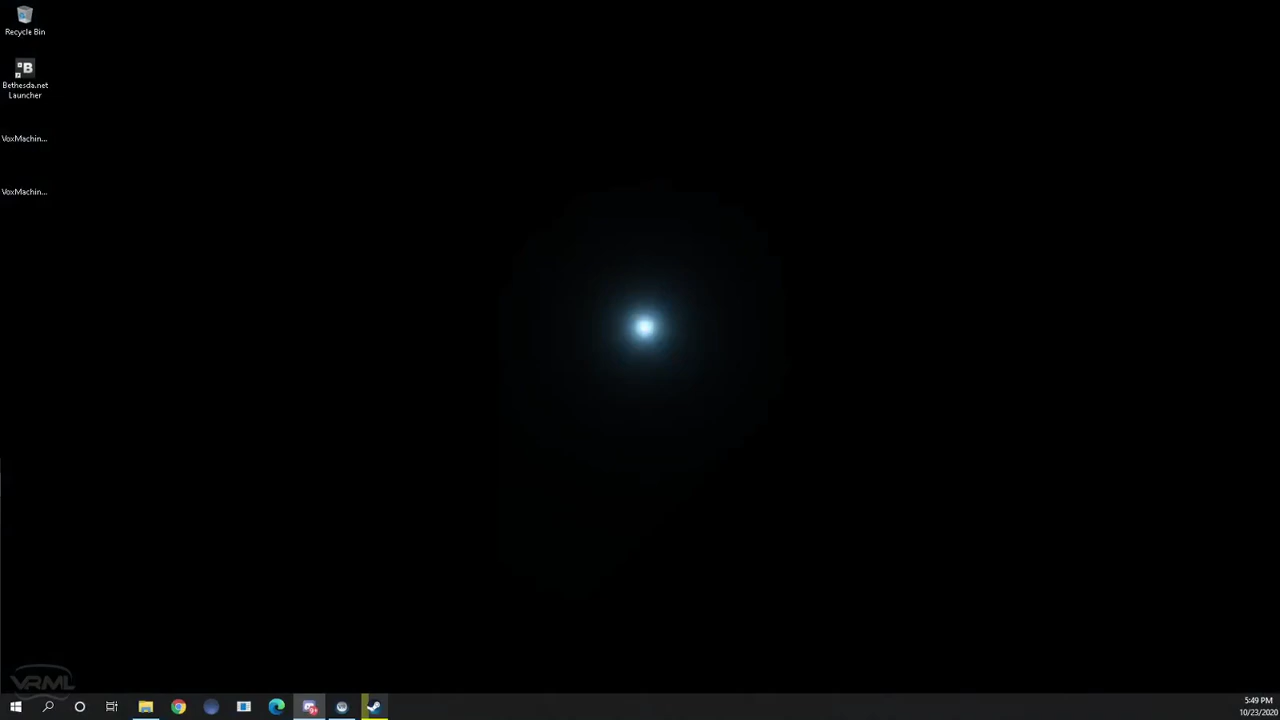 Recycle Bin
Bethesda.net
Launcher
VoxMachin...
VoxMachin...
VRML
5:49 PM
10/23/2020